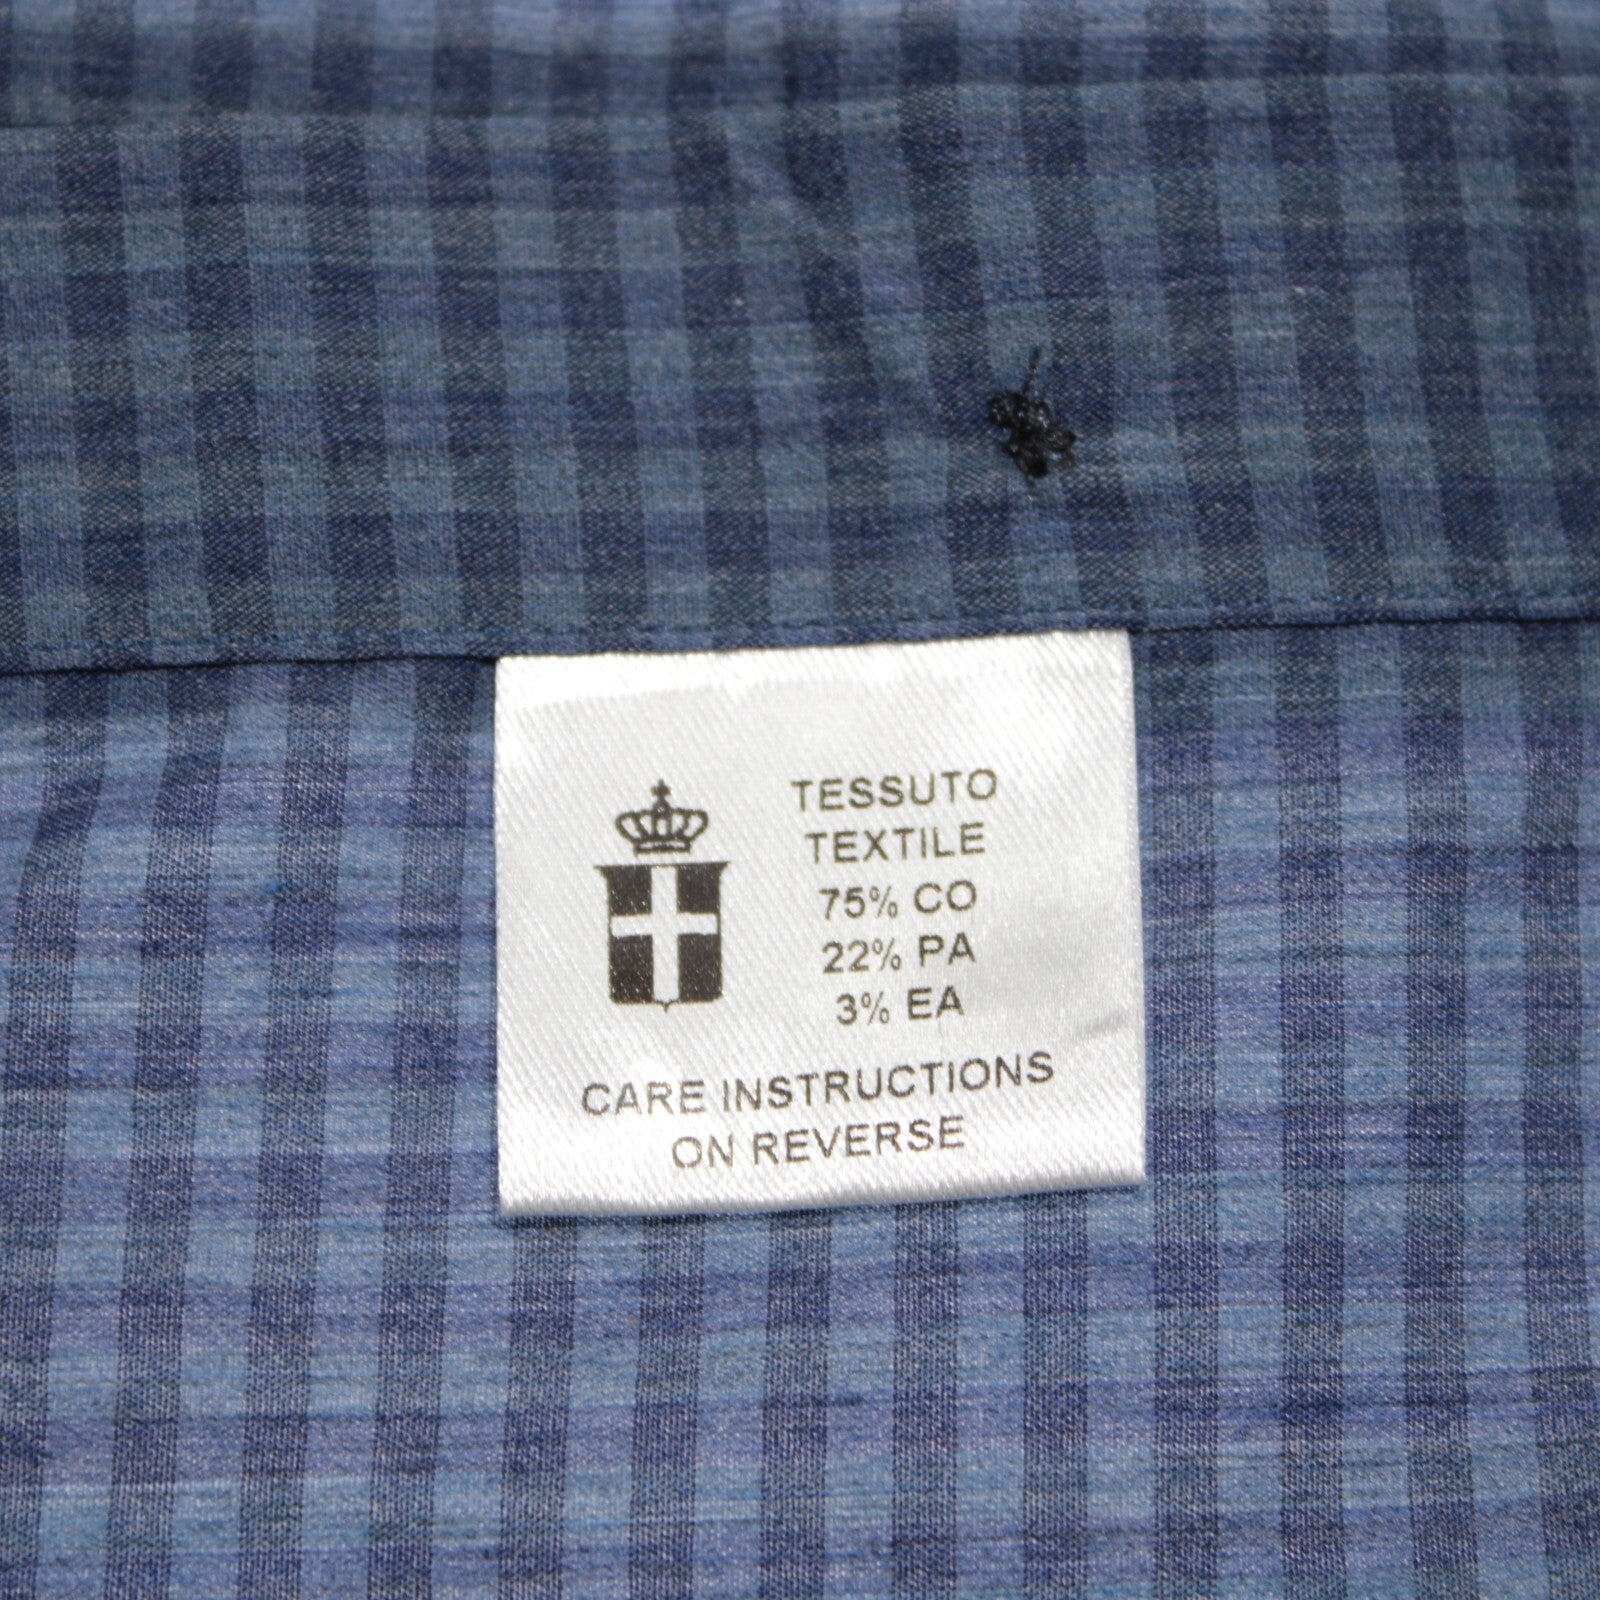 TESSUTO
TEXTILE
75% CO
22% PA
3% EA
CARE INSTRUCTIONS
ON REVERSE